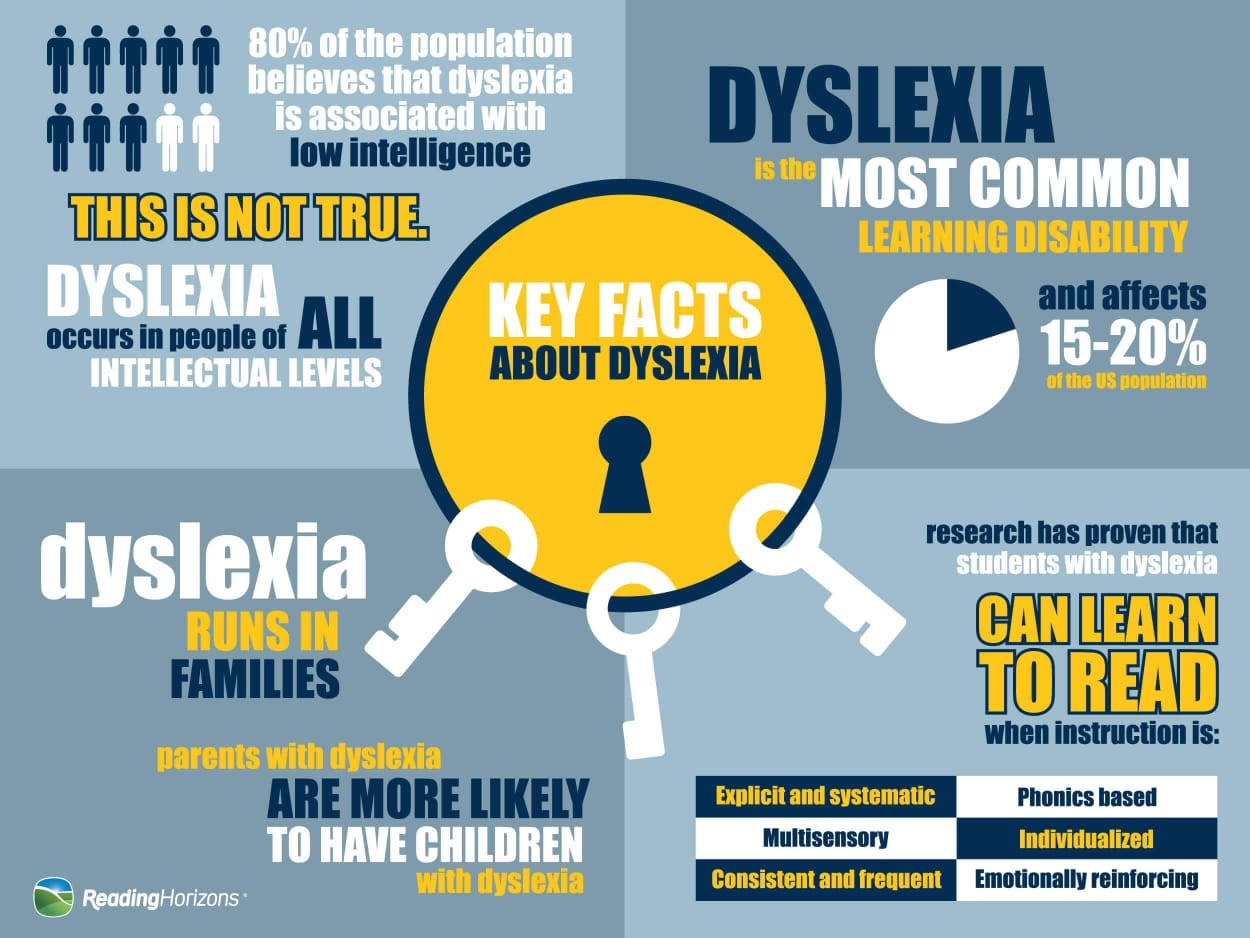 80% of the population
believes that dyslexia
is associated with
low intelligence
THIS IS NOT TRUE.
DYSLEXIA
occurs in people of ALL
INTELLECTUAL LEVELS
DYSLEXIA
is the MOST COMMON
LEARNING DISABILITY
and affects
15-20%
of the US population
KEY FACTS
ABOUT DYSLEXIA
dyslexia
RUNS IN
FAMILIES
parents with dyslexia
ARE MORE LIKELY
TO HAVE CHILDREN
with dyslexia
research has proven that
students with dyslexia
CAN LEARN
TO READ
when instruction is:
Explicit and systematic
Phonics based
Multisensory
Individualized
Consistent and frequent
Emotionally reinforcing
ReadingHorizons